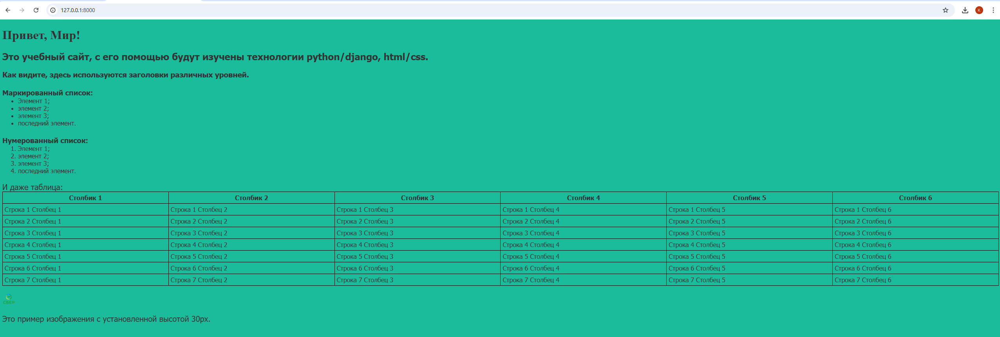 127.0.0.1:8000
K
Привет, Мир!
Это учебный сайт, с его помощью будут изучены технологии python/django, html/css.
Как видите, здесь используются заголовки различных уровней.
Маркированный список:
• Элемент 1;
• элемент 2;
• элемент 3;
• последний элемент.
Нумерованный список:
1. Элемент 1;
2. элемент 2;
3. элемент 3;
4. последний элемент.
И даже таблица:
Столбик 1 Столбик 2 Столбик 3 Столбик 4 Столбик 5 Столбик 6
Строка 1 Столбец 1 Строка 1 Столбец 2 Строка 1 Столбец 3 Строка 1 Столбец 4 Строка 1 Столбец 5 Строка 1 Столбец 6
Строка 2 Столбец 1 Строка 2 Столбец 2 Строка 2 Столбец 3 Строка 2 Столбец 4 Строка 2 Столбец 5 Строка 2 Столбец 6
Строка 3 Столбец 1 Строка 3 Столбец 2 Строка 3 Столбец 3 Строка 3 Столбец 4 Строка 3 Столбец 5 Строка 3 Столбец 6
Строка 4 Столбец 1 Строка 4 Столбец 2 Строка 4 Столбец 3 Строка 4 Столбец 4 Строка 4 Столбец 5 Строка 4 Столбец 6
Строка 5 Столбец 1 Строка 5 Столбец 2 Строка 5 Столбец 3 Строка 5 Столбец 4 Строка 5 Столбец 5 Строка 5 Столбец 6
Строка 6 Столбец 1 Строка 6 Столбец 2 Строка 6 Столбец 3 Строка 6 Столбец 4 Строка 6 Столбец 5 Строка 6 Столбец 6
Строка 7 Столбец 1 Строка 7 Столбец 2 Строка 7 Столбец 3 Строка 7 Столбец 4 Строка 7 Столбец 5 Строка 7 Столбец 6
СБЕР
Это пример изображения с установленной высотой 30px.